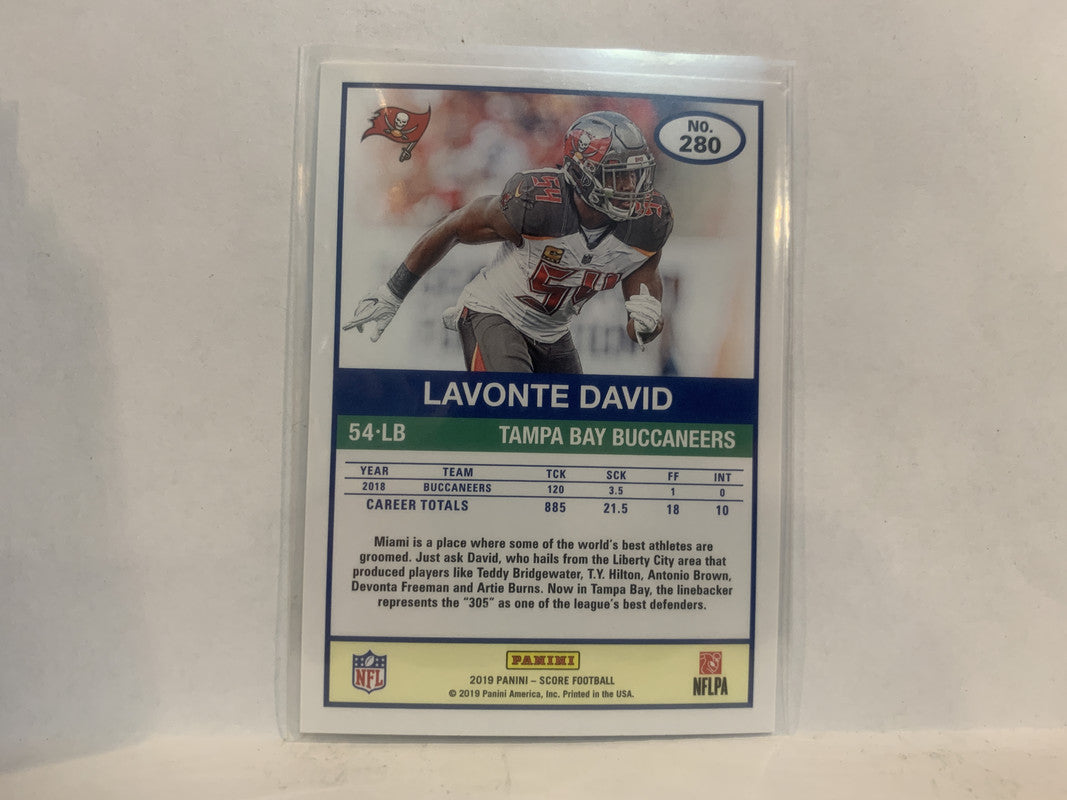 No.
280
54
54
C
LAVONTE DAVID
54·LB TAMPA BAY BUCCANEERS
YEAR TEAM TCK SCK FF INT
2018 BUCCANEERS 120 3.5 1 0
CAREER TOTALS 885 21.5 18 10
Miami is a place where some of the world's best athletes are
groomed. Just ask David, who hails from the Liberty City area that
produced players like Teddy Bridgewater, T.Y. Hilton, Antonio Brown,
Devonta Freeman and Artie Burns. Now in Tampa Bay, the linebacker
represents the "305" as one of the league's best defenders.
NFL
PANINI
2019 PANINI – SCORE FOOTBALL
© 2019 Panini America, Inc. Printed in the USA.
NFLPA